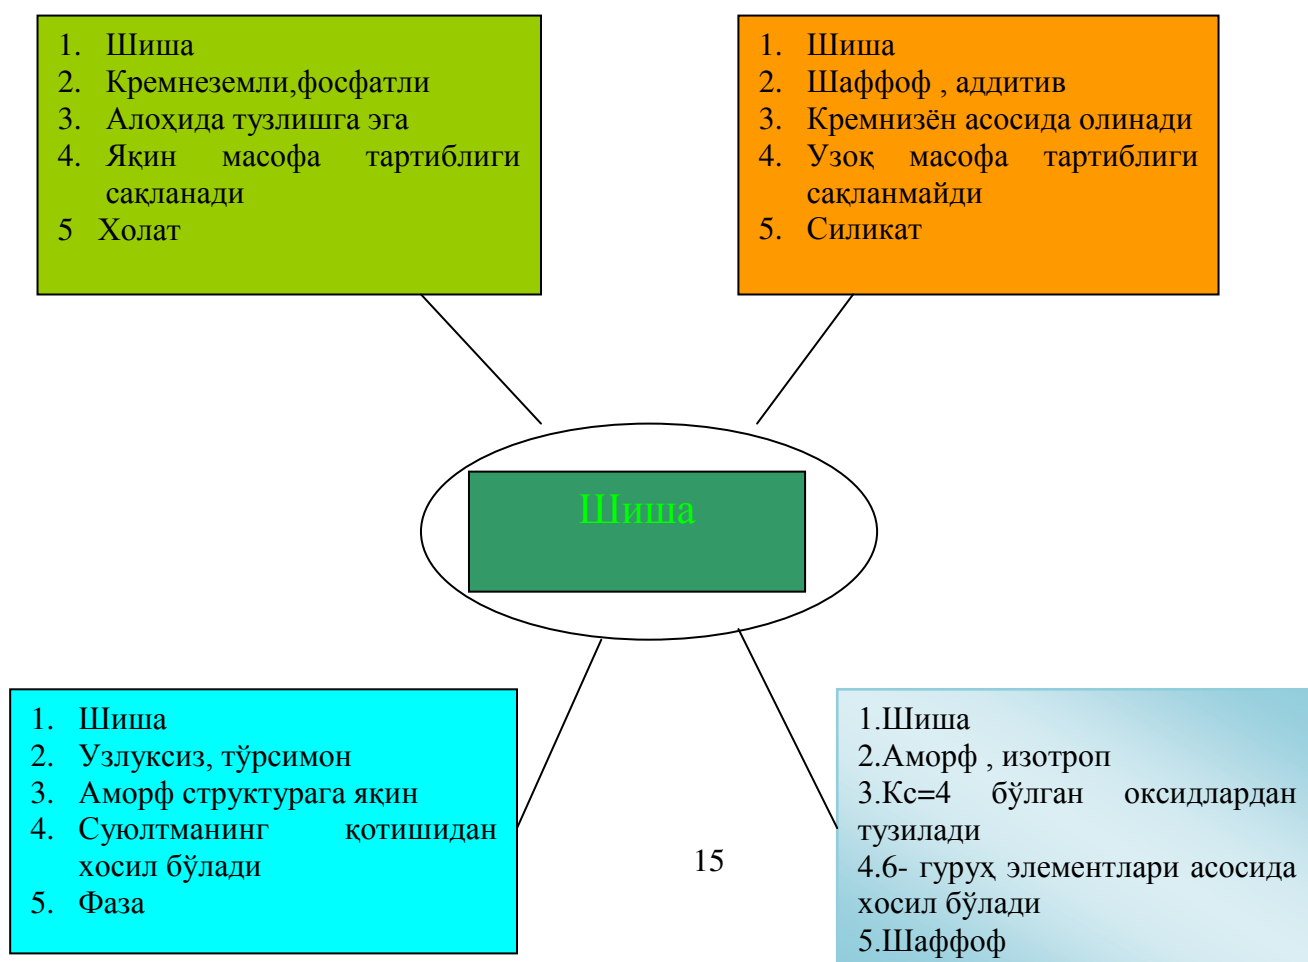 1. Шиша
2. Кремнеземли,фосфатли
3. Алоҳида тузлишга эга
4. Яқин масофа тартиблиги
сақланади
5 Холат
1. Шиша
2. Шаффоф , аддитив
3. Кремнизён асосида олинади
4. Узоқ масофа тартиблиги
сақланмайди
5. Силикат
Шиша
1. Шиша
2. Узлуксиз, тўрсимон
3. Аморф структурага яқин
4. Суюлтманинг қотишидан
хосил бўлади
5. Фаза
15
1.Шиша
2.Аморф , изотроп
3.Кс=4 бўлган оксидлардан
тузилади
4.6- гуруҳ элементлари асосида
хосил бўлади
5.Шаффоф